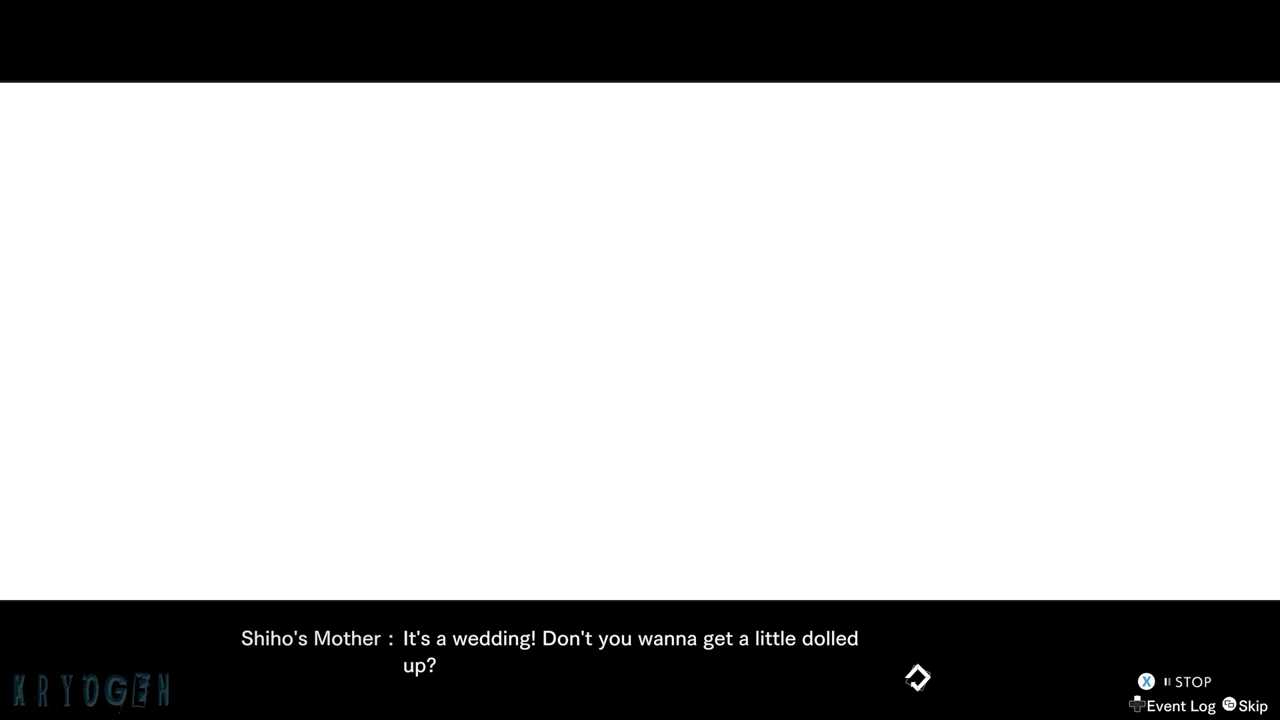 Shiho's Mother : It's a wedding! Don't you wanna get a little dolled
up?
KRYOGEN
X II STOP
Event Log Skip